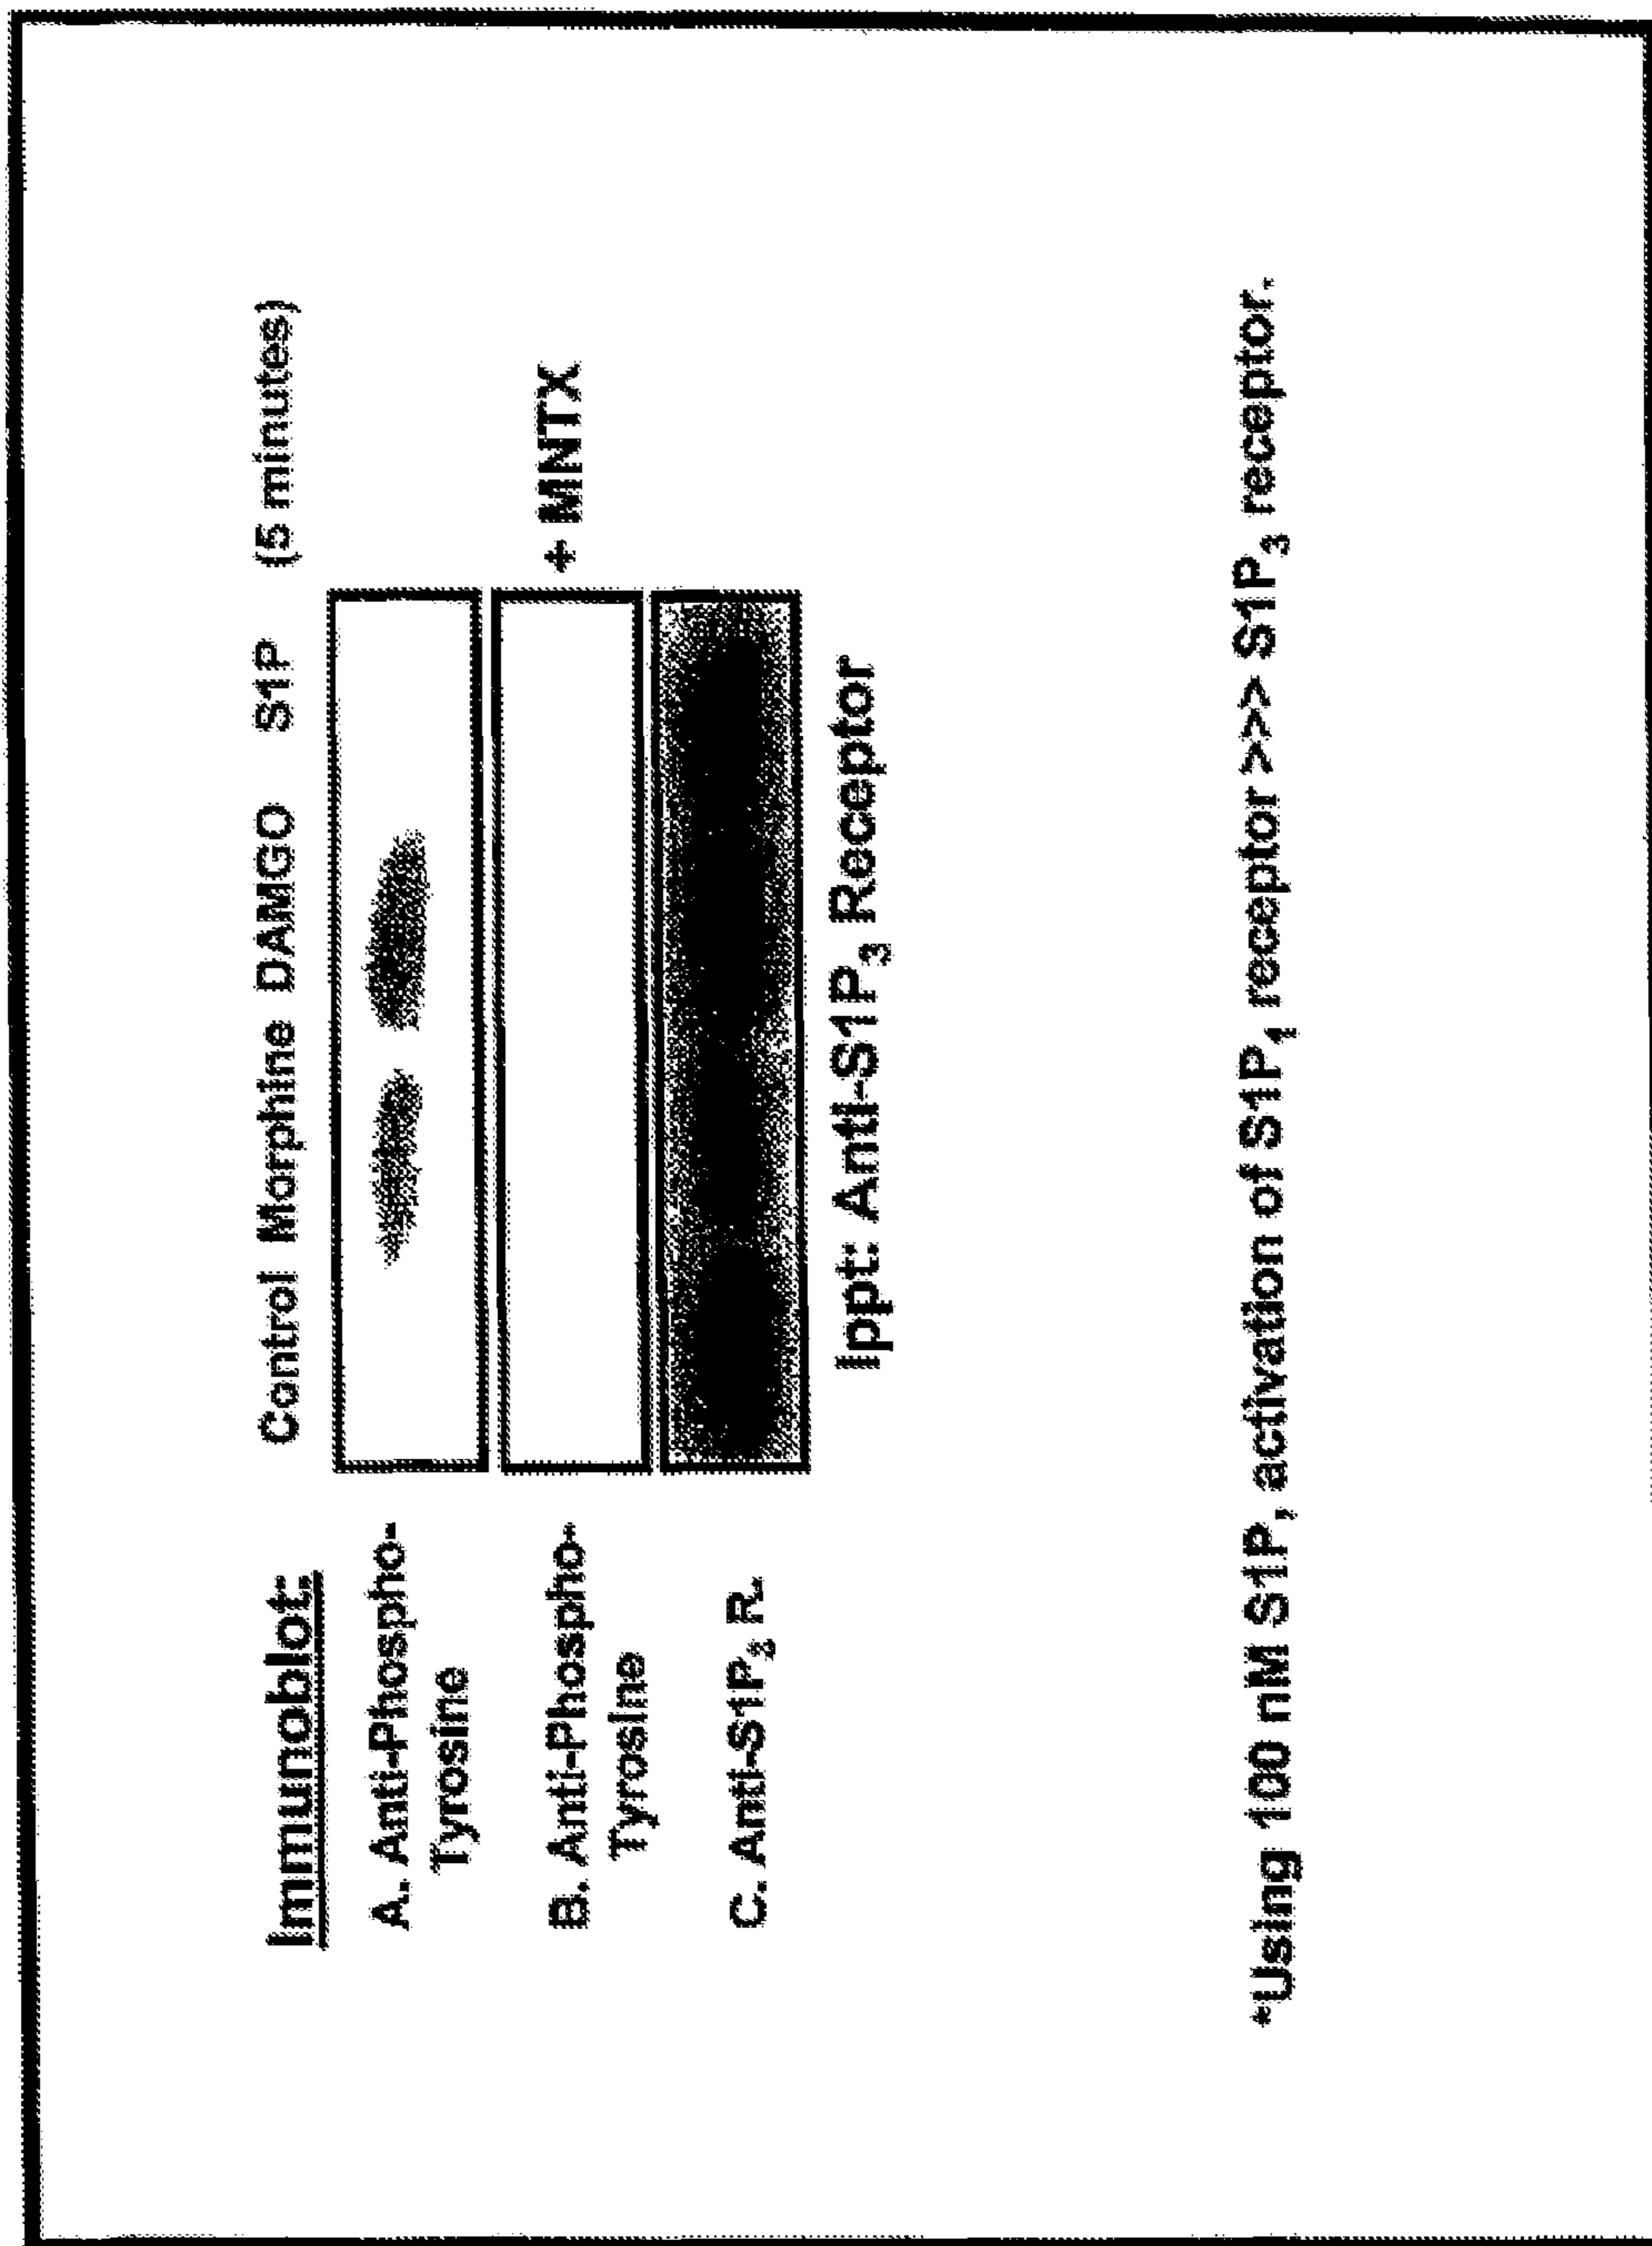 Immunoblot:
Control Morphine DAMGO S1P (5 minutes)
A. Anti-Phospho-
Tyrosine
B. Anti-Phospho-
Tyrosine
+ MNTX
C. Anti-S1P₃ R.
Ippt: Anti-S1P₃ Receptor
*Using 100 nM S1P, activation of S1P₁ receptor >>> S1P₃ receptor.